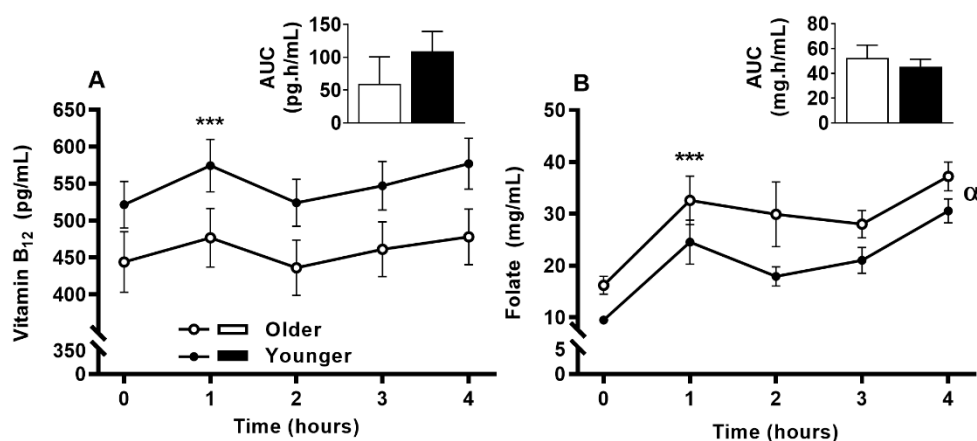 A
Vitamin B12 (pg/mL)
650
600
550
500
450
400
350
0
***
AUC
(pg.h/mL)
150
100
50
0
Older
Younger
0 1 2 3 4
Time (hours)
B
Folate (mg/mL)
50
40
30
20
10
5
0
***
α
AUC
(mg.h/mL)
80
60
40
20
0
0 1 2 3 4
Time (hours)